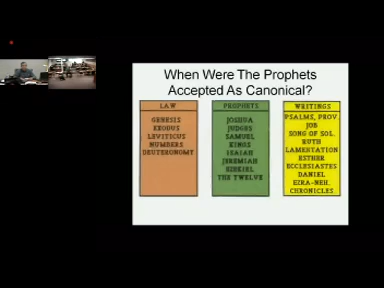 When Were The Prophets
Accepted As Canonical?
LAW
GENESIS
EXODUS
LEVITICUS
NUMBERS
DEUTERONOMY
PROPHETS
JOSHUA
JUDGES
SAMUEL
KINGS
ISAIAH
JEREMIAH
EZEKIEL
THE TWELVE
WRITINGS
PSALMS, PROV.
JOB
SONG OF SOL.
RUTH
LAMENTATION
ESTHER
ECCLESIASTES
DANIEL
EZRA-NEH.
CHRONICLES